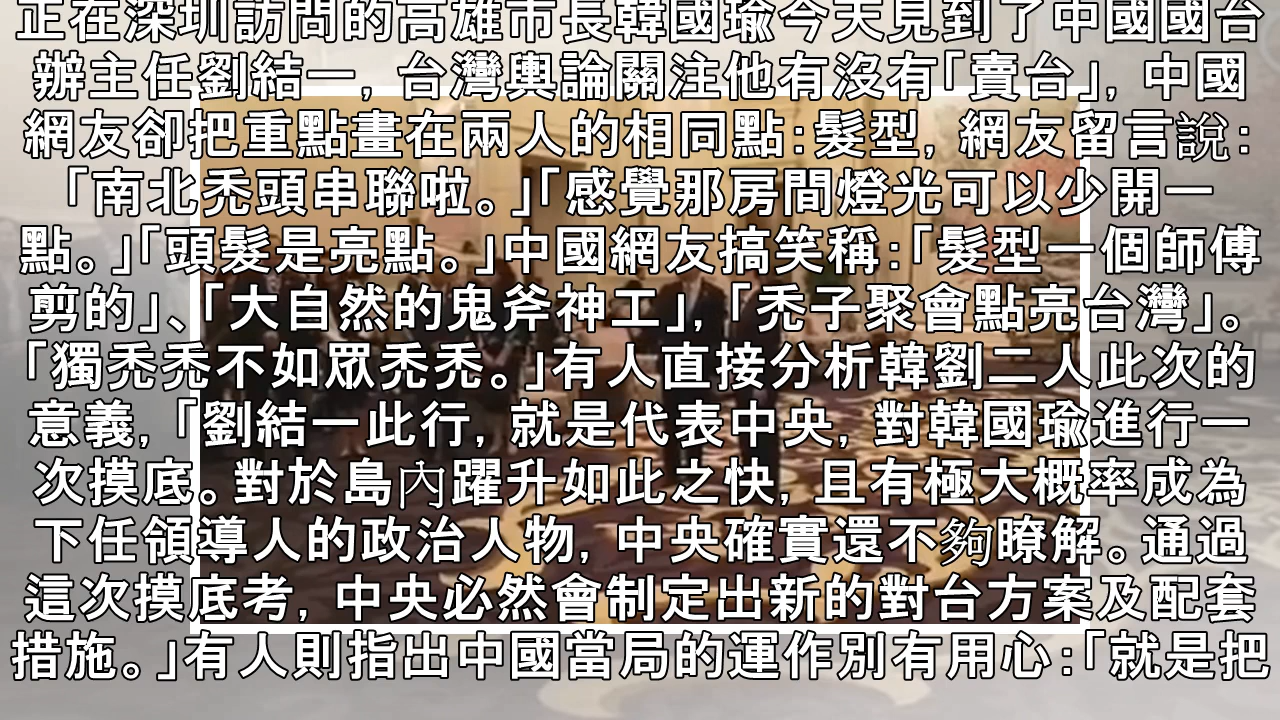 正在深圳訪問的高雄市長韓國瑜今天見到了中國國台
辦主任劉結一，台灣輿論關注他有沒有「賣台」，中國
網友卻把重點畫在兩人的相同點：髮型，網友留言說：
「南北禿頭串聯啦。」「感覺那房間燈光可以少開一
點。」「頭髮是亮點。」中國網友搞笑稱：「髮型一個師傅
剪的」、「大自然的鬼斧神工」，「禿子聚會點亮台灣」。
「獨禿禿不如眾禿禿。」有人直接分析韓劉二人此次的
意義，「劉結一此行，就是代表中央，對韓國瑜進行一
次摸底。對於島內躍升如此之快，且有極大概率成為
下任領導人的政治人物，中央確實還不夠瞭解。通過
這次摸底考，中央必然會制定出新的對台方案及配套
措施。」有人則指出中國當局的運作別有用心：「就是把